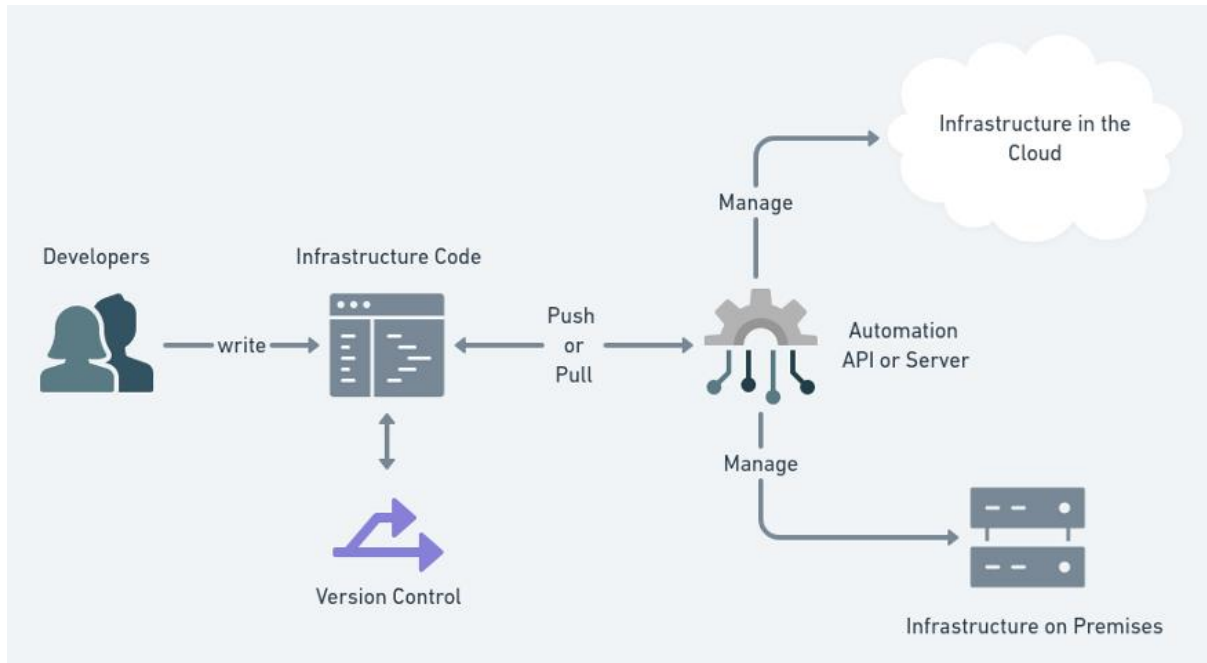 Developers
write
Infrastructure Code
Version Control
Push
or
Pull
Automation
API or Server
Manage
Infrastructure in the
Cloud
Manage
Infrastructure on Premises